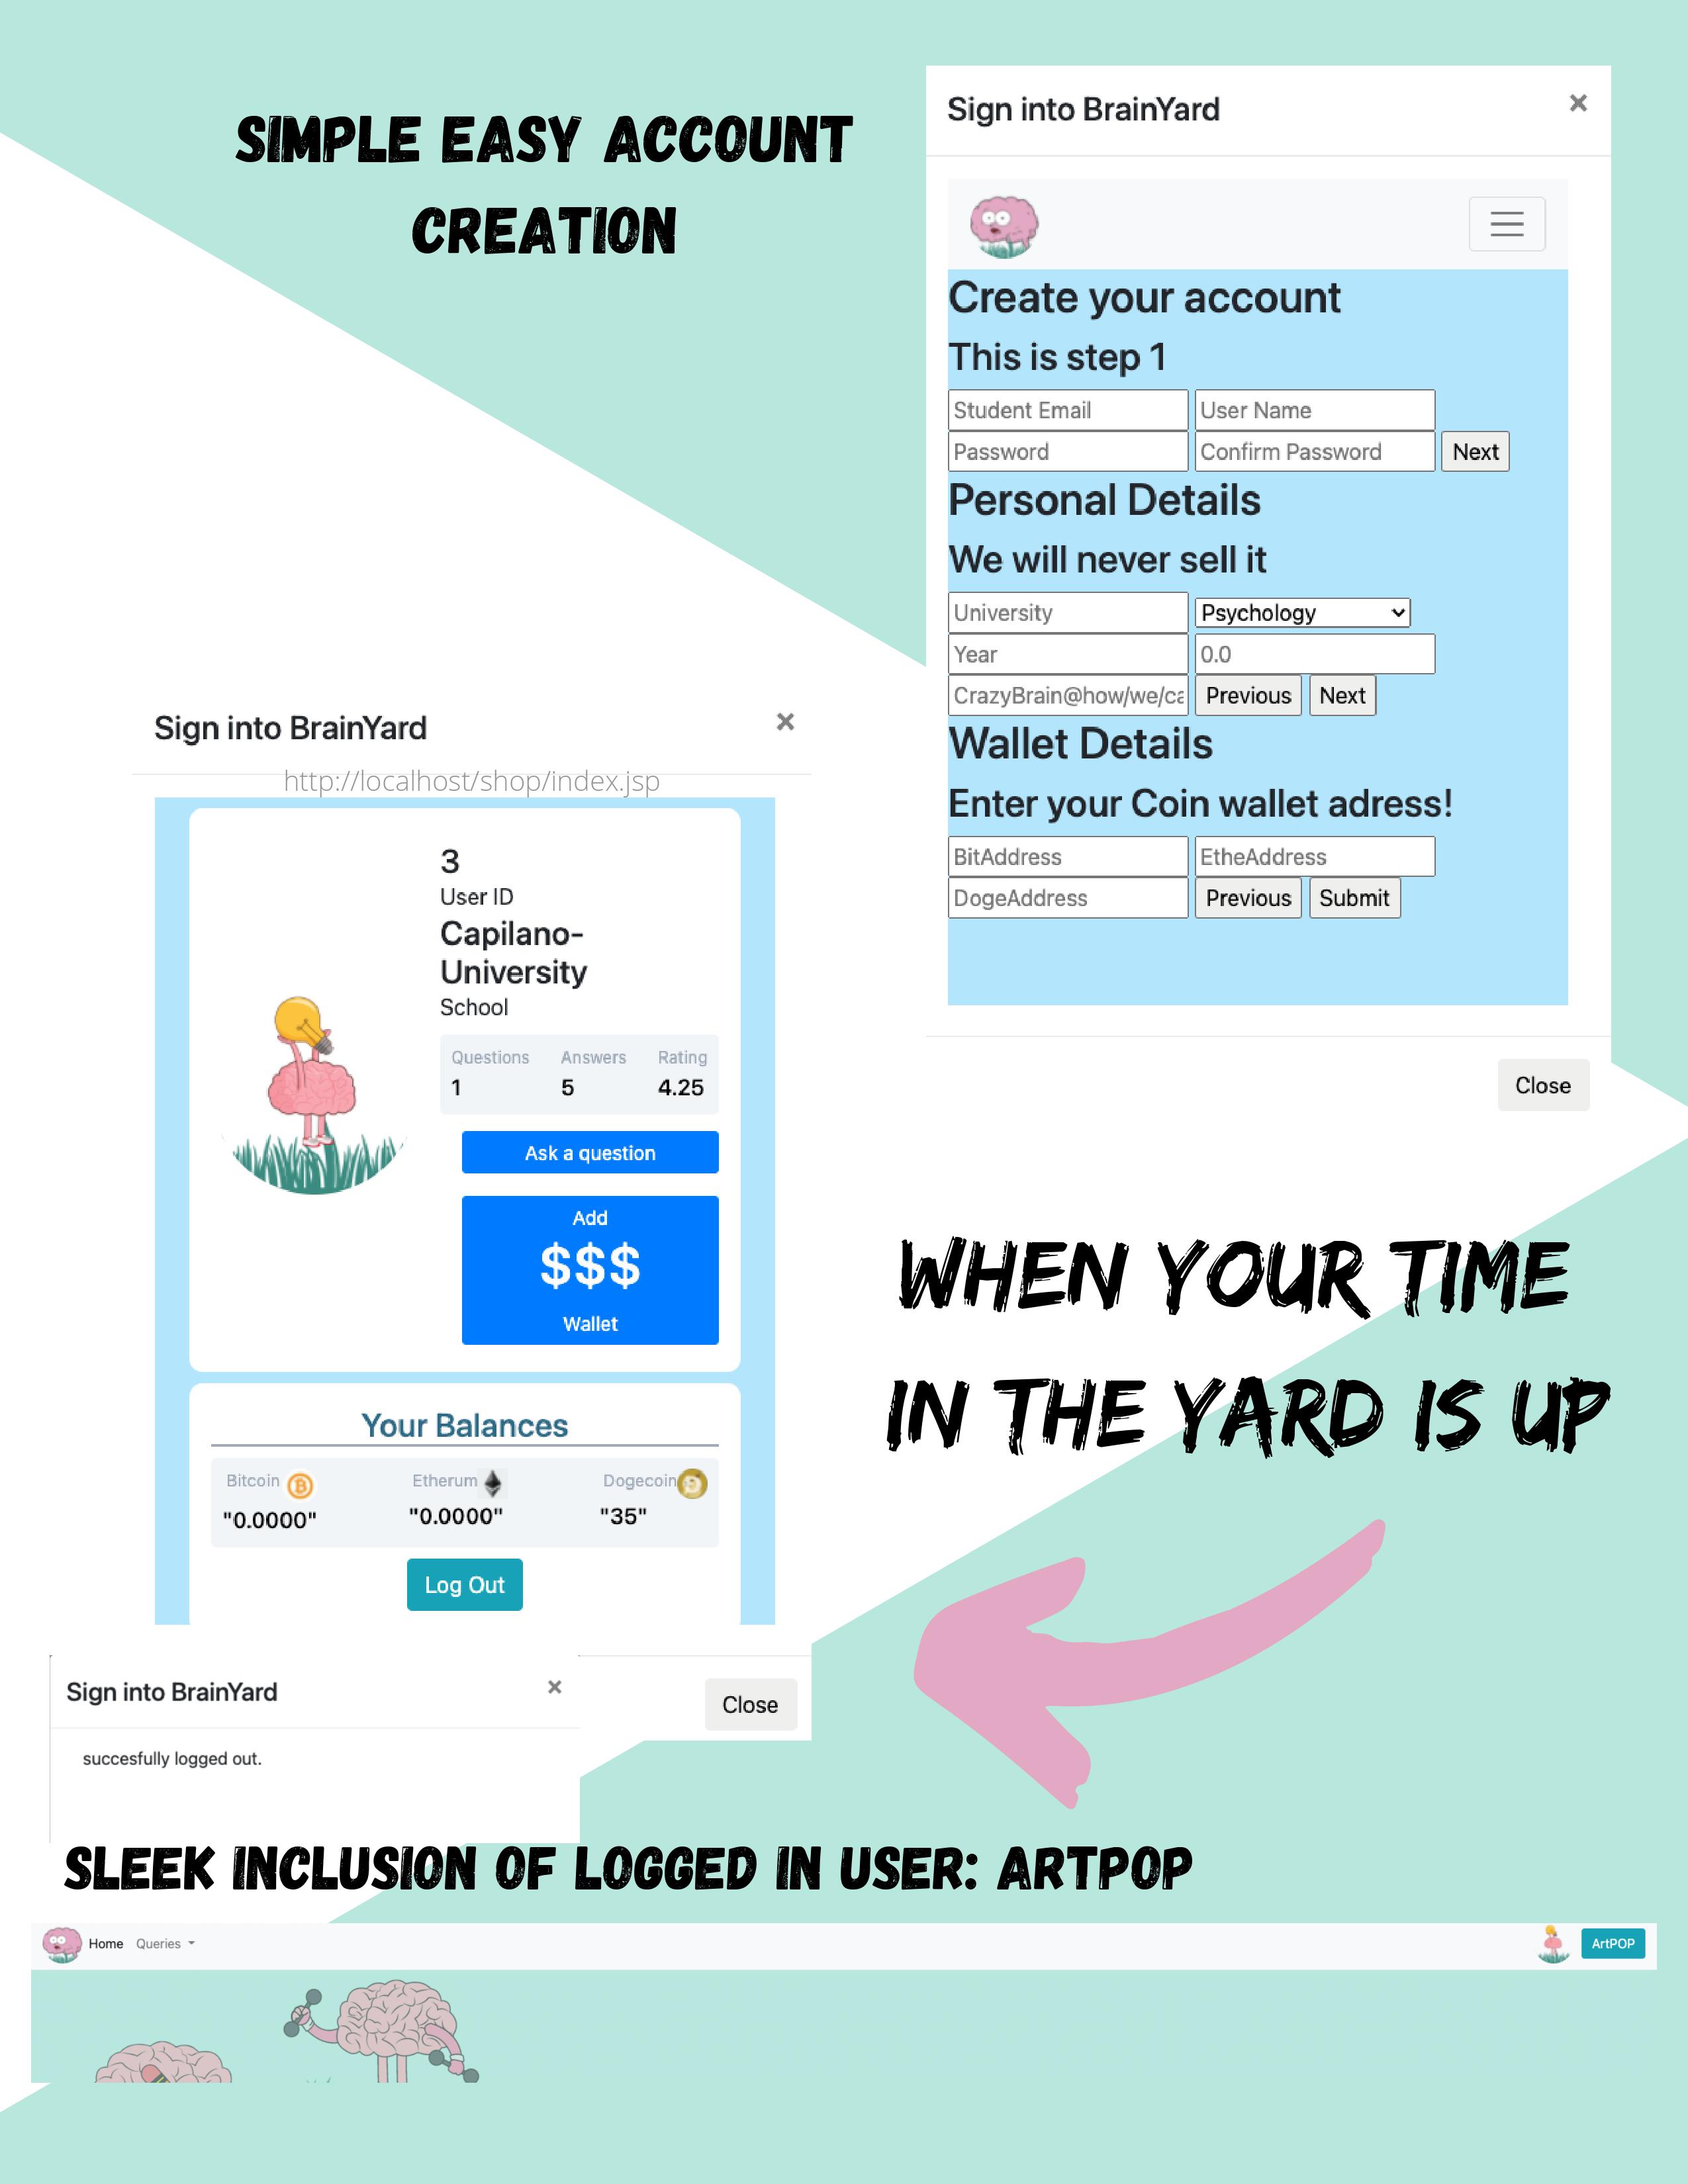 SIMPLE EASY ACCOUNT
CREATION
Sign into BrainYard ×
Create your account
This is step 1
Student Email User Name
Password Confirm Password Next
Personal Details
We will never sell it
University Psychology
Year 0.0
CrazyBrain@how/we/ca Previous Next
Wallet Details
Enter your Coin wallet adress!
BitAddress EtheAddress
DogeAddress Previous Submit
Close
Sign into BrainYard ×
http://localhost/shop/index.jsp
3
User ID
Capilano-
University
School
Questions Answers Rating
1 5 4.25
Ask a question
Add
$$$
Wallet
Your Balances
Bitcoin Etherum Dogecoin
"0.0000" "0.0000" "35"
Log Out
Close
WHEN YOUR TIME
IN THE YARD IS UP
Sign into BrainYard ×
succesfully logged out.
SLEEK INCLUSION OF LOGGED IN USER: ARTPOP
Home Queries ArtPOP